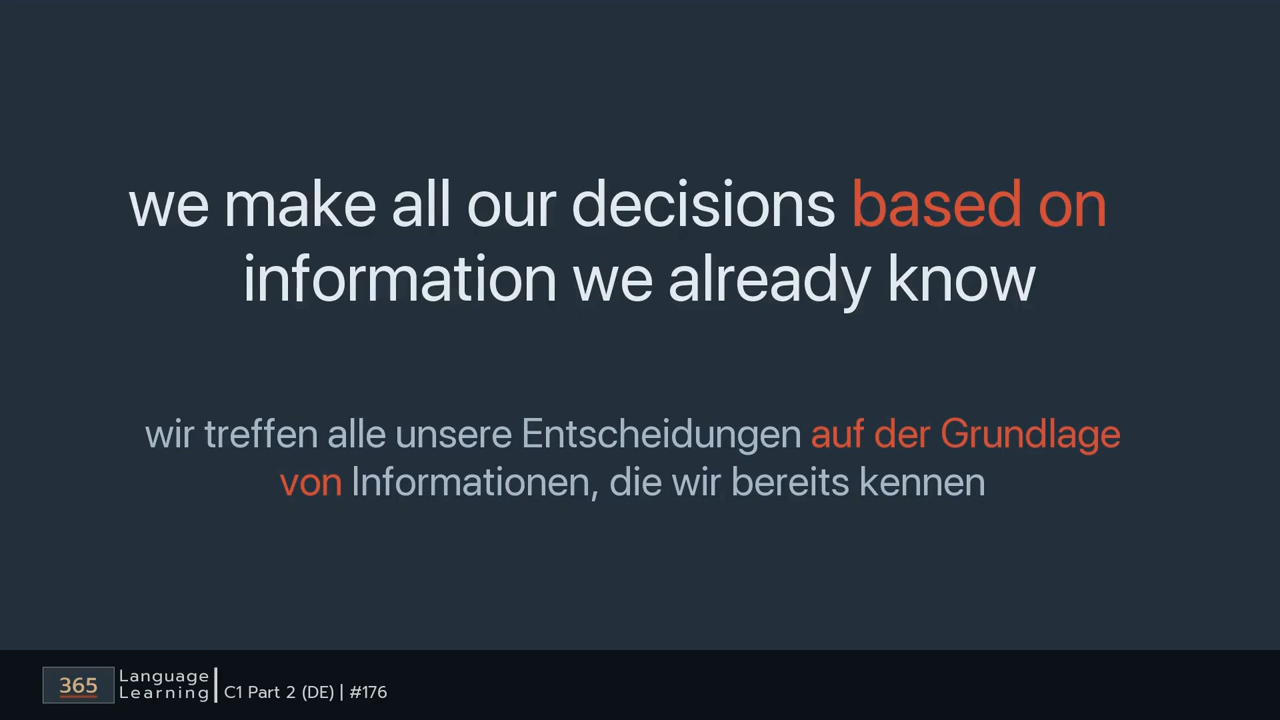 we make all our decisions based on
information we already know
wir treffen alle unsere Entscheidungen auf der Grundlage
von Informationen, die wir bereits kennen
365
Language
Learning
C1 Part 2 (DE) | #176